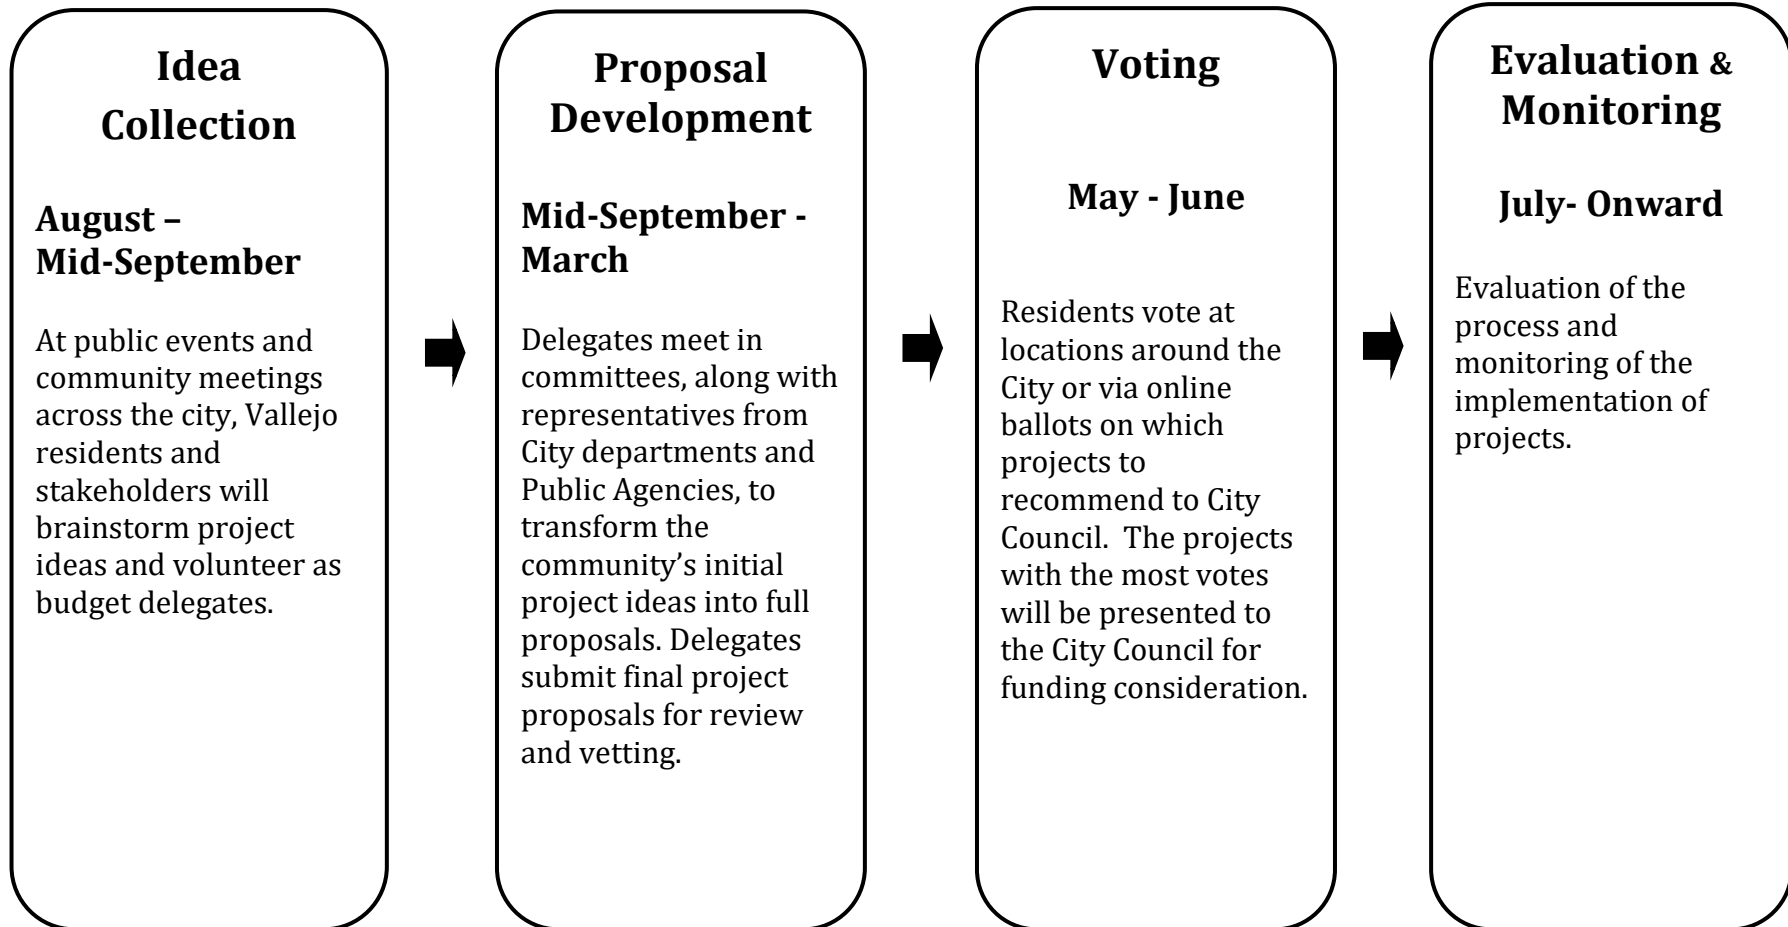 Idea
Collection
August –
Mid-September
At public events and
community meetings
across the city, Vallejo
residents and
stakeholders will
brainstorm project
ideas and volunteer as
budget delegates.
Proposal
Development
Mid-September -
March
Delegates meet in
committees, along with
representatives from
City departments and
Public Agencies, to
transform the
community’s initial
project ideas into full
proposals. Delegates
submit final project
proposals for review
and vetting.
Voting
May - June
Residents vote at
locations around the
City or via online
ballots on which
projects to
recommend to City
Council.  The projects
with the most votes
will be presented to
the City Council for
funding consideration.
Evaluation &
Monitoring
July- Onward
Evaluation of the
process and
monitoring of the
implementation of
projects.